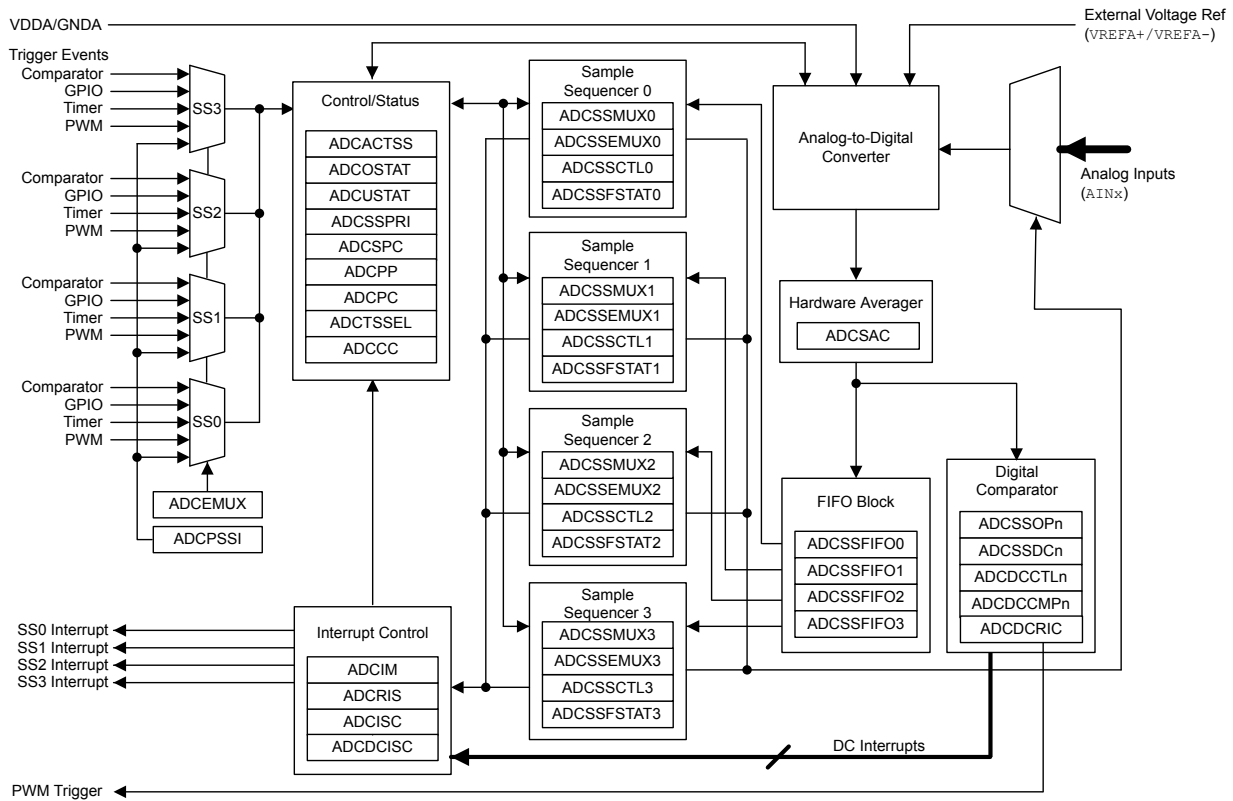 VDDA/GNDA
External Voltage Ref
(VREFA+/VREFA-)
Trigger Events
Comparator
GPIO
Timer
PWM
SS3
Comparator
GPIO
Timer
PWM
SS2
Comparator
GPIO
Timer
PWM
SS1
Comparator
GPIO
Timer
PWM
SS0
ADCEMUX
ADCPSSI
Control/Status
ADCACTSS
ADCOSTAT
ADCUSTAT
ADCSSPRI
ADCSPC
ADCPP
ADCPC
ADCTSSEL
ADCCC
Sample
Sequencer 0
ADCSSMUX0
ADCSSEMUX0
ADCSSCTL0
ADCSSFSTAT0
Sample
Sequencer 1
ADCSSMUX1
ADCSSEMUX1
ADCSSCTL1
ADCSSFSTAT1
Sample
Sequencer 2
ADCSSMUX2
ADCSSEMUX2
ADCSSCTL2
ADCSSFSTAT2
Sample
Sequencer 3
ADCSSMUX3
ADCSSEMUX3
ADCSSCTL3
ADCSSFSTAT3
Analog-to-Digital
Converter
Analog Inputs
(AINx)
Hardware Averager
ADCSAC
FIFO Block
ADCSSFIFO0
ADCSSFIFO1
ADCSSFIFO2
ADCSSFIFO3
Digital
Comparator
ADCSSOPn
ADCSSDCn
ADCDCCTLn
ADCDCCMPn
ADCDCRIC
SS0 Interrupt
SS1 Interrupt
SS2 Interrupt
SS3 Interrupt
Interrupt Control
ADCIM
ADCRIS
ADCISC
ADCDCISC
DC Interrupts
PWM Trigger